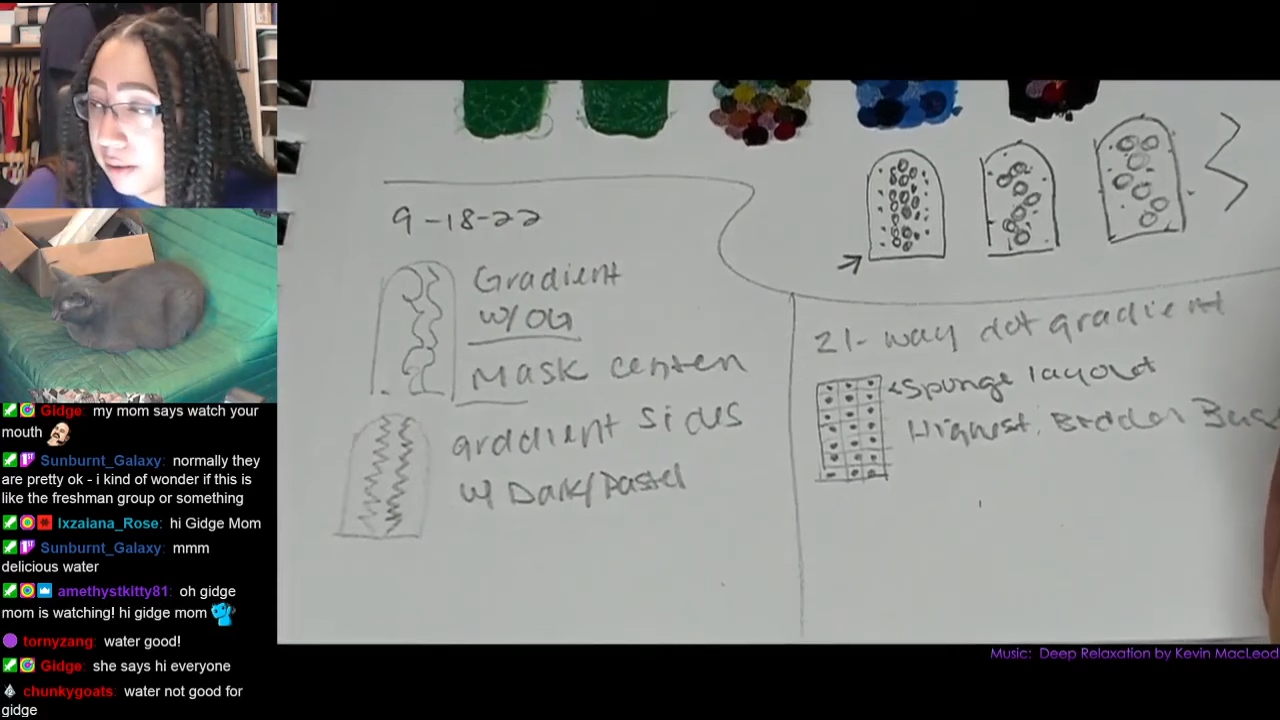 Gidge: my mom says watch your
mouth
Sunburnt_Galaxy: normally they
are pretty ok - i kind of wonder if this is
like the freshman group or something
Ixzaiana_Rose: hi Gidge Mom
Sunburnt_Galaxy: mmm
delicious water
amethystkitty81: oh gidge
mom is watching! hi gidge mom
tornyzang: water good!
Gidge: she says hi everyone
chunkygoats: water not good for
gidge
9-18-22
Gradient
w/OG
Mask center
gradient sides
w/ Dark/Pastel
21-way dot gradient
Spunge layout
Highest
Music: Deep Relaxation by Kevin MacLeod